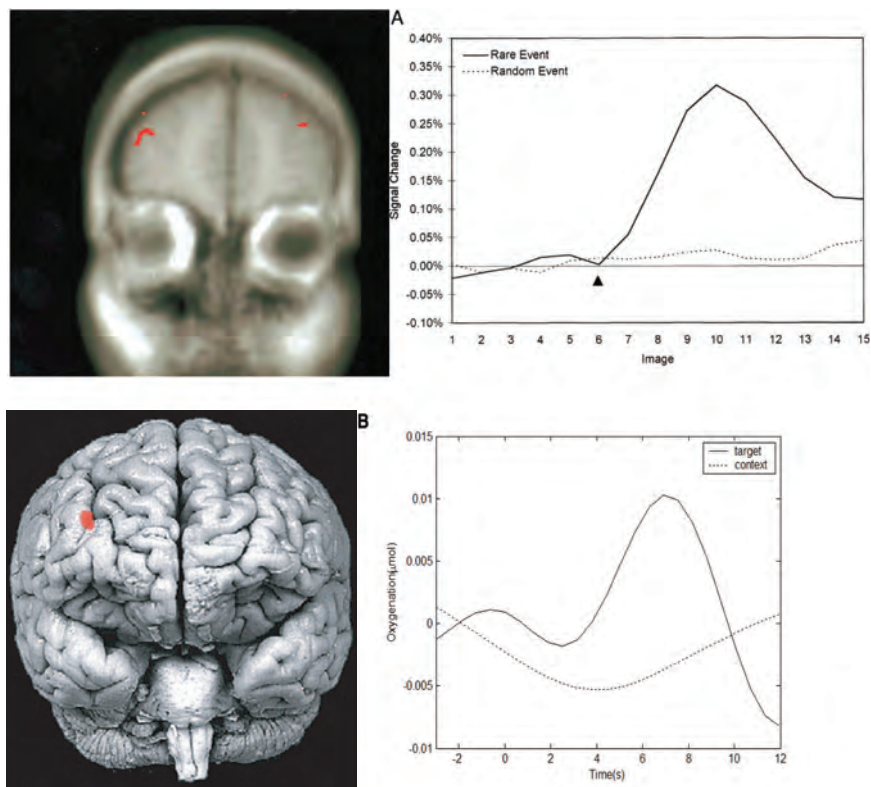 A
0.40%
0.35%
0.30%
0.25%
0.20%
0.15%
0.10%
0.05%
0.00%
-0.05%
-0.10%
Signal Change
Rare Event
Random Event
1 2 3 4 5 6 7 8 9 10 11 12 13 14 15
Image
B
0.015
0.01
0.005
0
-0.005
-0.01
Oxygenation(μmol)
target
context
-2 0 2 4 6 8 10 12
Time(s)